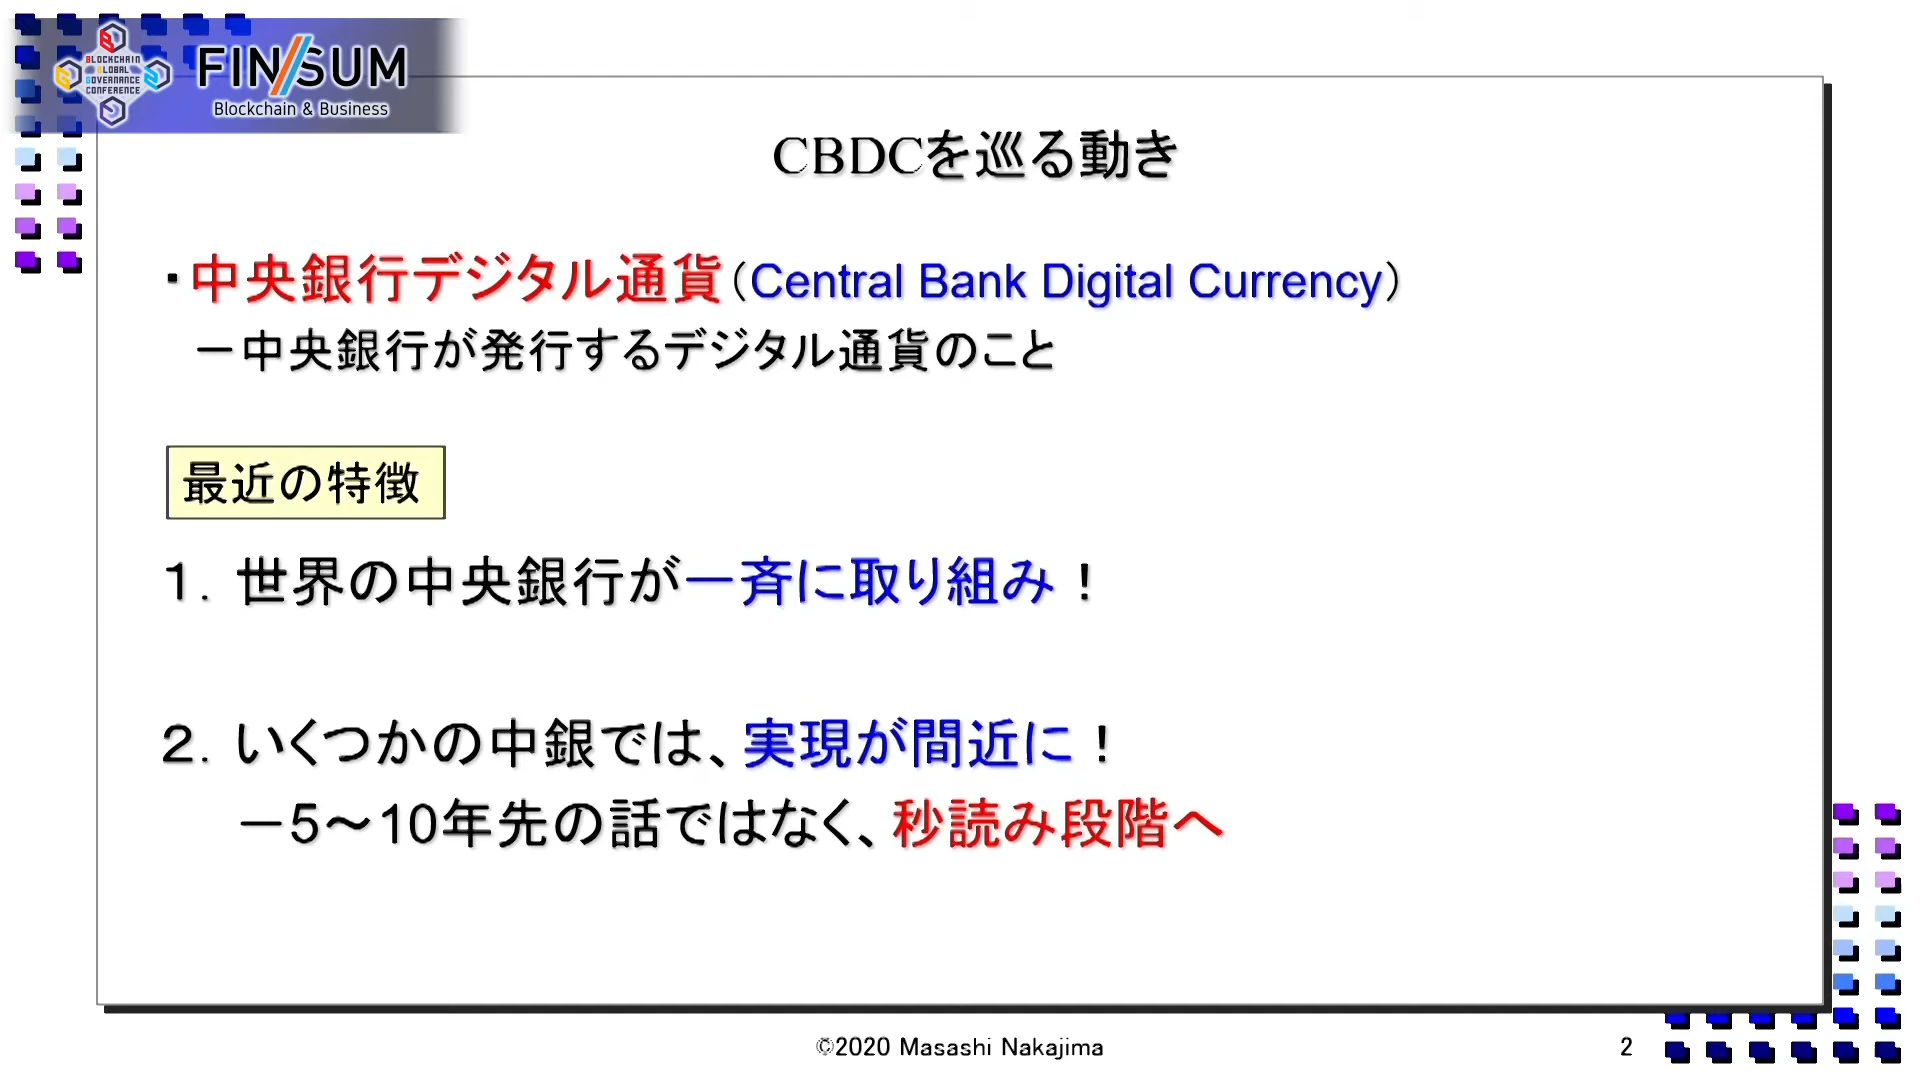 BLOCKCHAIN
GLOBAL
GOVERNANCE
CONFERENCE
FIN/SUM
Blockchain & Business
CBDCを巡る動き
・中央銀行デジタル通貨（Central Bank Digital Currency）
－中央銀行が発行するデジタル通貨のこと
最近の特徴
１．世界の中央銀行が一斉に取り組み！
２．いくつかの中銀では、実現が間近に！
－5～10年先の話ではなく、秒読み段階へ
©2020 Masashi Nakajima
2